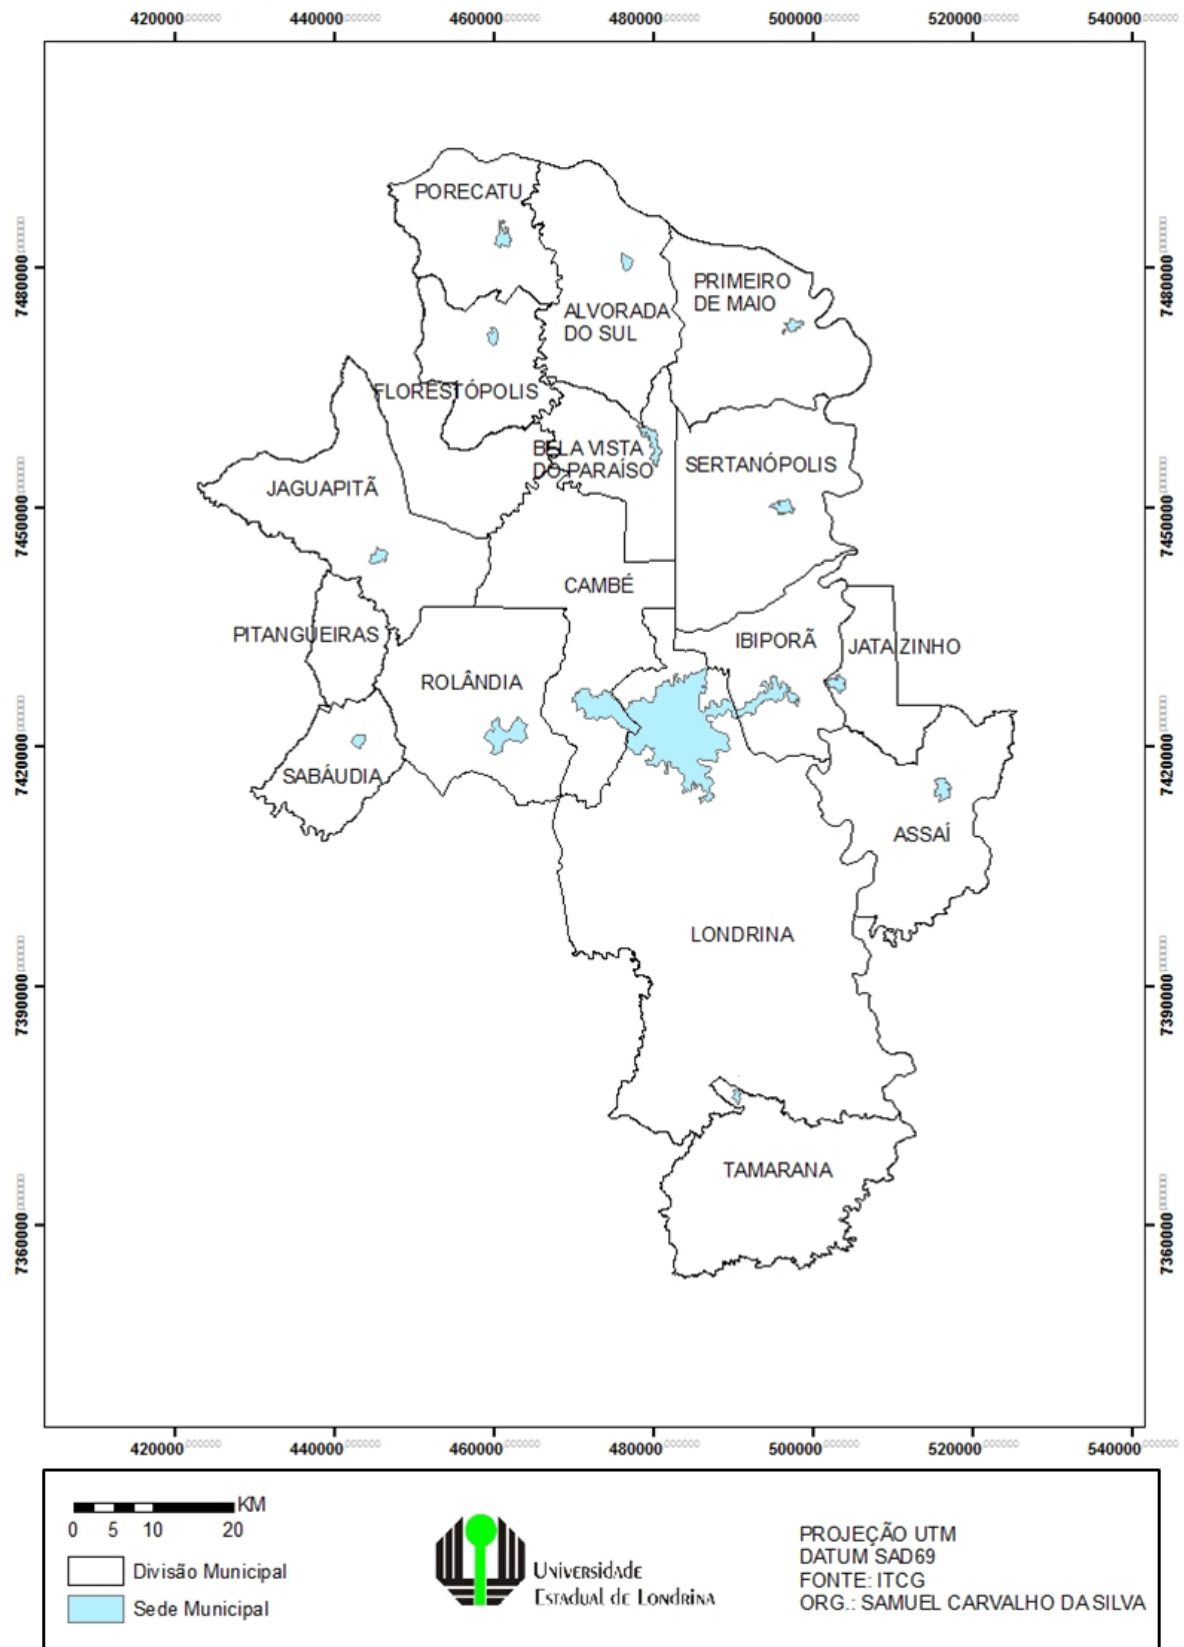 420000 440000 460000 480000 500000 520000 540000
7480000
7450000
7420000
7390000
7360000
PORECATU
PRIMEIRO
DE MAIO
ALVORADA
DO SUL
FLORESTÓPOLIS
BELA VISTA
DO PARAÍSO
SERTANÓPOLIS
JAGUAPITÃ
CAMBÉ
PITANGUEIRAS
IBIPORÃ
JATAIZINHO
ROLÂNDIA
SABÁUDIA
ASSAÍ
LONDRINA
TAMARANA
7480000
7450000
7420000
7390000
7360000
420000 440000 460000 480000 500000 520000 540000
KM
0 5 10 20
Divisão Municipal
Sede Municipal
UNIVERSIDADE
ESTADUAL DE LONDRINA
PROJEÇÃO UTM
DATUM SAD69
FONTE: ITCG
ORG.: SAMUEL CARVALHO DA SILVA